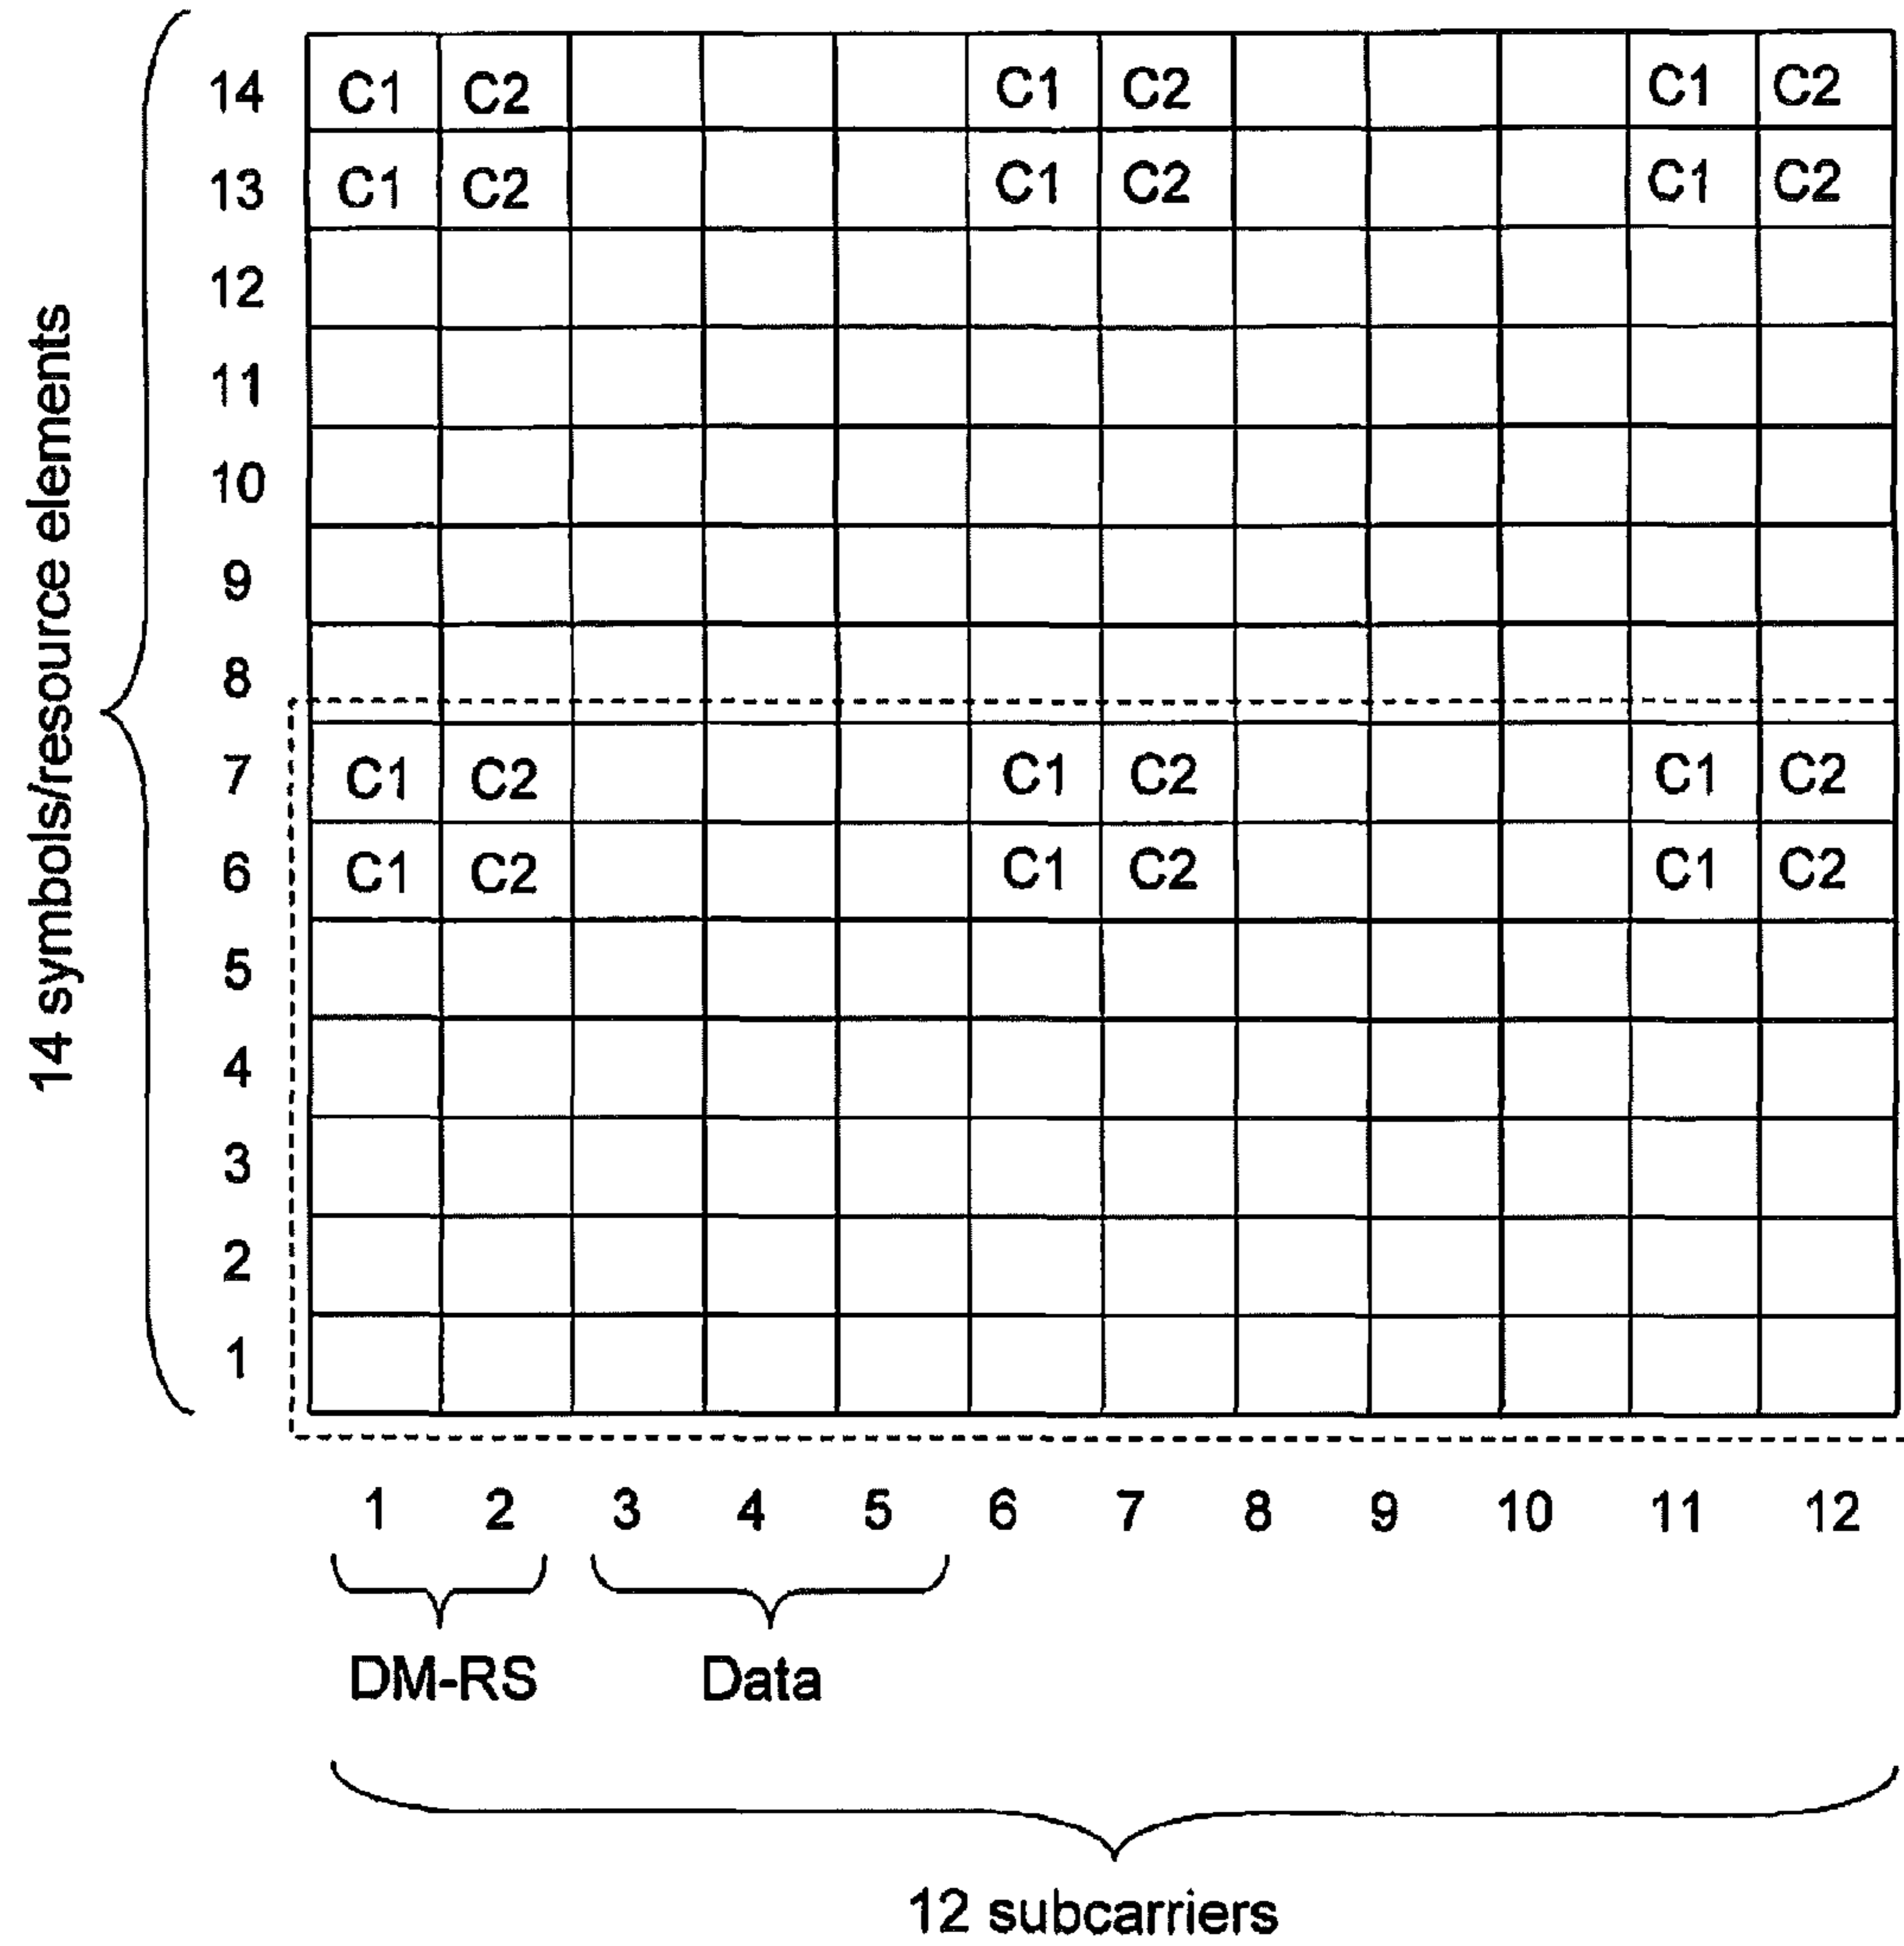 14 symbols/resource elements
14 C1 C2 C1 C2 C1 C2
13 C1 C2 C1 C2 C1 C2
12
11
10
9
8
7 C1 C2 C1 C2 C1 C2
6 C1 C2 C1 C2 C1 C2
5
4
3
2
1
1 2 3 4 5 6 7 8 9 10 11 12
DM-RS Data
12 subcarriers